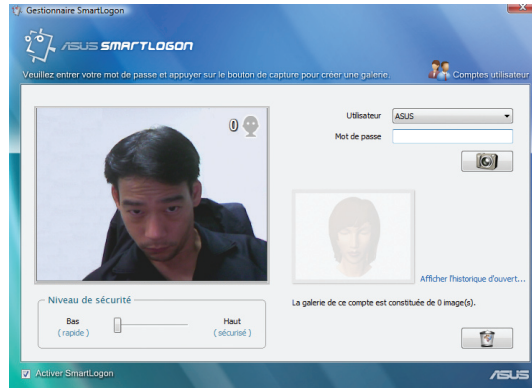 Gestionnaire SmartLogon
ASUS SMARTLOGON
Veuillez entrer votre mot de passe et appuyer sur le bouton de capture pour créer une galerie.
Comptes utilisateur
0
Utilisateur ASUS
Mot de passe
Afficher l'historique d'ouvert...
Niveau de sécurité
La galerie de ce compte est constituée de 0 image(s).
Bas Haut
( rapide ) ( sécurisé )
Activer SmartLogon
ASUS